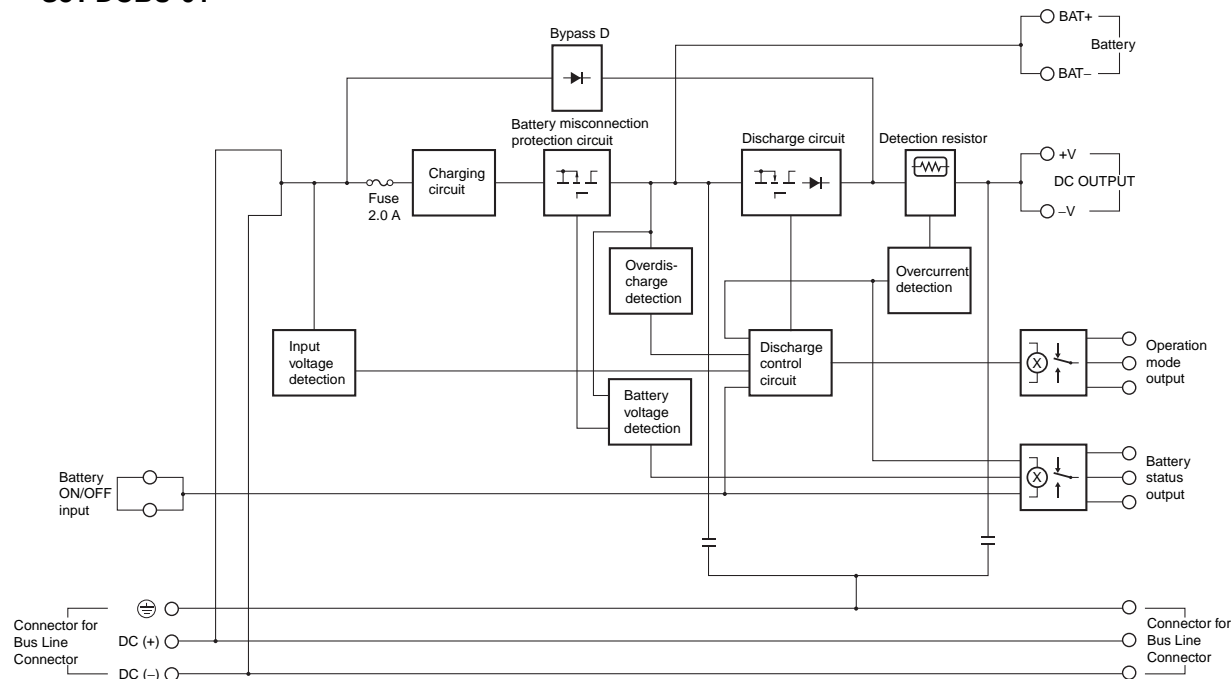 Bypass D
BAT+
Battery
BAT−
Battery misconnection
protection circuit
Discharge circuit
Detection resistor
+V
DC OUTPUT
−V
Charging
circuit
Fuse
2.0 A
Overdis-
charge
detection
Overcurrent
detection
Input
voltage
detection
Discharge
control
circuit
X
Operation
mode
output
Battery
voltage
detection
X
Battery
status
output
Battery
ON/OFF
input
Connector for
Bus Line
Connector
DC (+)
DC (−)
Connector for
Bus Line
Connector